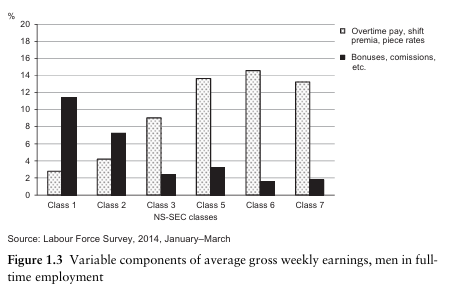 %
20
18
16
14
12
10
8
6
4
2
0
Overtime pay, shift
premia, piece rates
Bonuses, comissions,
etc.
Class 1 Class 2 Class 3 Class 5 Class 6 Class 7
NS-SEC classes
Source: Labour Force Survey, 2014, January–March
Figure 1.3 Variable components of average gross weekly earnings, men in full-
time employment